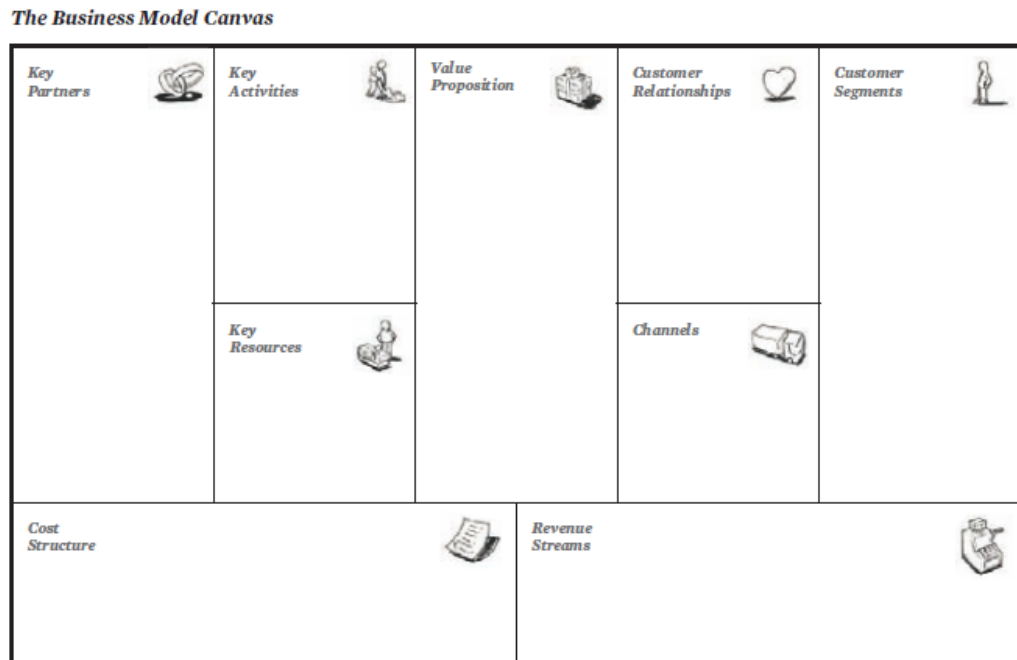 The Business Model Canvas
Key
Partners
Key
Activities
Value
Proposition
Customer
Relationships
Customer
Segments
Key
Resources
Channels
Cost
Structure
Revenue
Streams